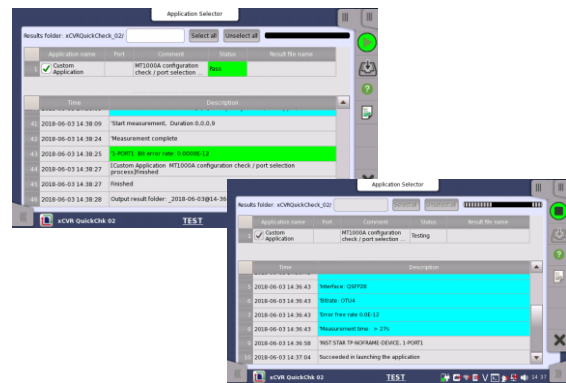 Application Selector
Results folder: xCVRQuickCheck_02/
Select all
Unselect all
Application name Port Comment Status Result file name
1 Custom Application MT1000A configuration check / port selection ... Pass
Time Description
41 2018-06-03 14:38:09 'Start measurement. Duration:0,0,0,9
42 2018-06-03 14:38:24 'Measurement complete
43 2018-06-03 14:38:25 '1-PORT1: Bit error rate: 0.0000E-12
44 2018-06-03 14:38:27 [Custom Application MT1000A configuration check / port selection process]Finished
45 2018-06-03 14:38:27 Finished
46 2018-06-03 14:38:28 Output result folder: _2018-06-03@14-36
xCVR QuickChk 02 TEST
Application Selector
Results folder: xCVRQuickCheck_02/
Select all
Unselect all
Application name Port Comment Status Result file name
1 Custom Application MT1000A configuration check / port selection ... Testing
Time Description
5 2018-06-03 14:36:43 'Interface: QSFP28
6 2018-06-03 14:36:43 'Bitrate: OTU4
7 2018-06-03 14:36:43 'Error free rate 0.0E-12
8 2018-06-03 14:36:43 'Measurement time: > 27s
9 2018-06-03 14:36:58 'INST STAR TP-NOFRAME-DEVICE, 1-PORT1
10 2018-06-03 14:37:04 Succeeded in launching the application
xCVR QuickChk 02 TEST 14 37